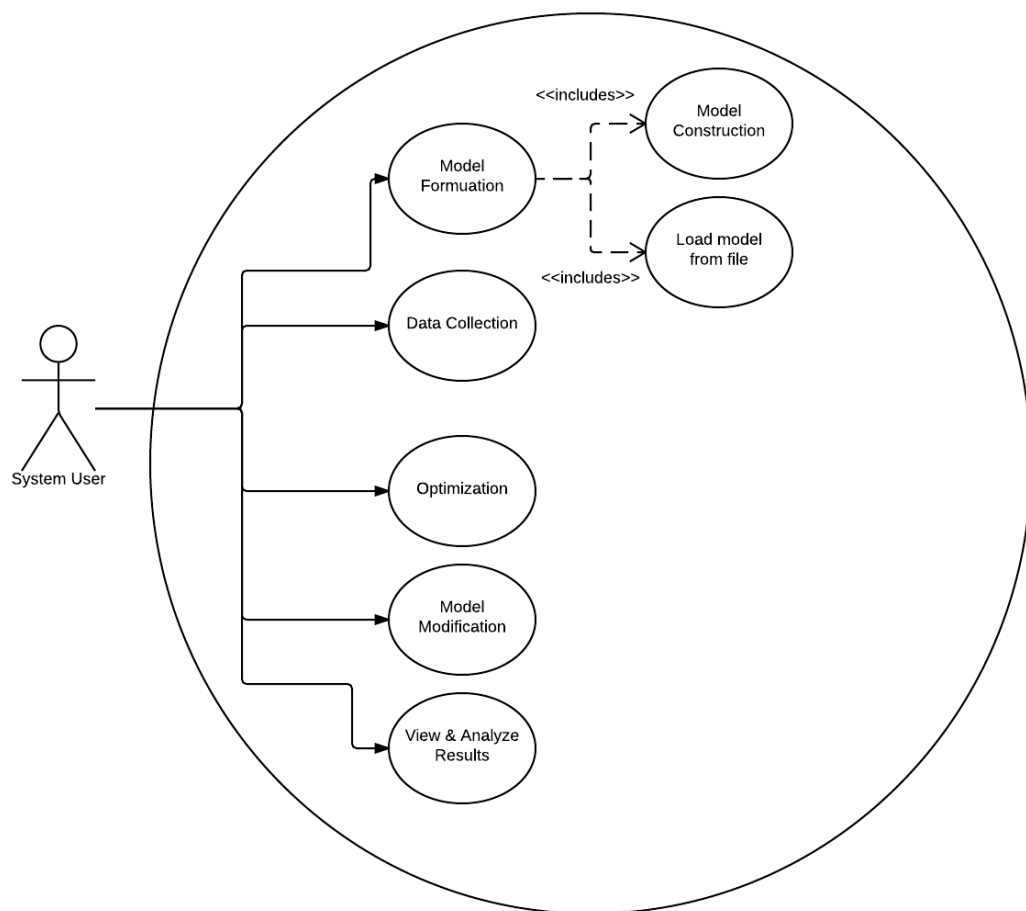 <<includes>>
Model
Construction
Model
Formuation
Load model
from file
<<includes>>
Data Collection
System User
Optimization
Model
Modification
View & Analyze
Results